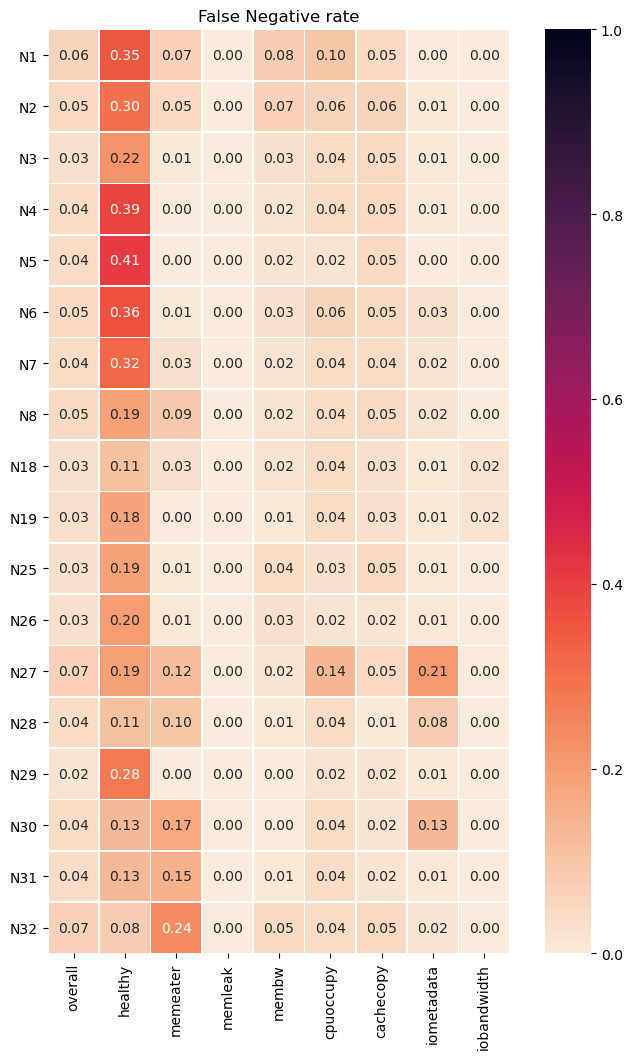 False Negative rate
N1 0.06 0.35 0.07 0.00 0.08 0.10 0.05 0.00 0.00
N2 0.05 0.30 0.05 0.00 0.07 0.06 0.06 0.01 0.00
N3 0.03 0.22 0.01 0.00 0.03 0.04 0.05 0.01 0.00
N4 0.04 0.39 0.00 0.00 0.02 0.04 0.05 0.01 0.00
N5 0.04 0.41 0.00 0.00 0.02 0.02 0.05 0.00 0.00
N6 0.05 0.36 0.01 0.00 0.03 0.06 0.05 0.03 0.00
N7 0.04 0.32 0.03 0.00 0.02 0.04 0.04 0.02 0.00
N8 0.05 0.19 0.09 0.00 0.02 0.04 0.05 0.02 0.00
N18 0.03 0.11 0.03 0.00 0.02 0.04 0.03 0.01 0.02
N19 0.03 0.18 0.00 0.00 0.01 0.04 0.03 0.01 0.02
N25 0.03 0.19 0.01 0.00 0.04 0.03 0.05 0.01 0.00
N26 0.03 0.20 0.01 0.00 0.03 0.02 0.02 0.01 0.00
N27 0.07 0.19 0.12 0.00 0.02 0.14 0.05 0.21 0.00
N28 0.04 0.11 0.10 0.00 0.01 0.04 0.01 0.08 0.00
N29 0.02 0.28 0.00 0.00 0.00 0.02 0.02 0.01 0.00
N30 0.04 0.13 0.17 0.00 0.00 0.04 0.02 0.13 0.00
N31 0.04 0.13 0.15 0.00 0.01 0.04 0.02 0.01 0.00
N32 0.07 0.08 0.24 0.00 0.05 0.04 0.05 0.02 0.00
overall healthy memeater memleak membw cpuoccupy cachecopy iometadata iobandwidth
1.0
0.8
0.6
0.4
0.2
0.0